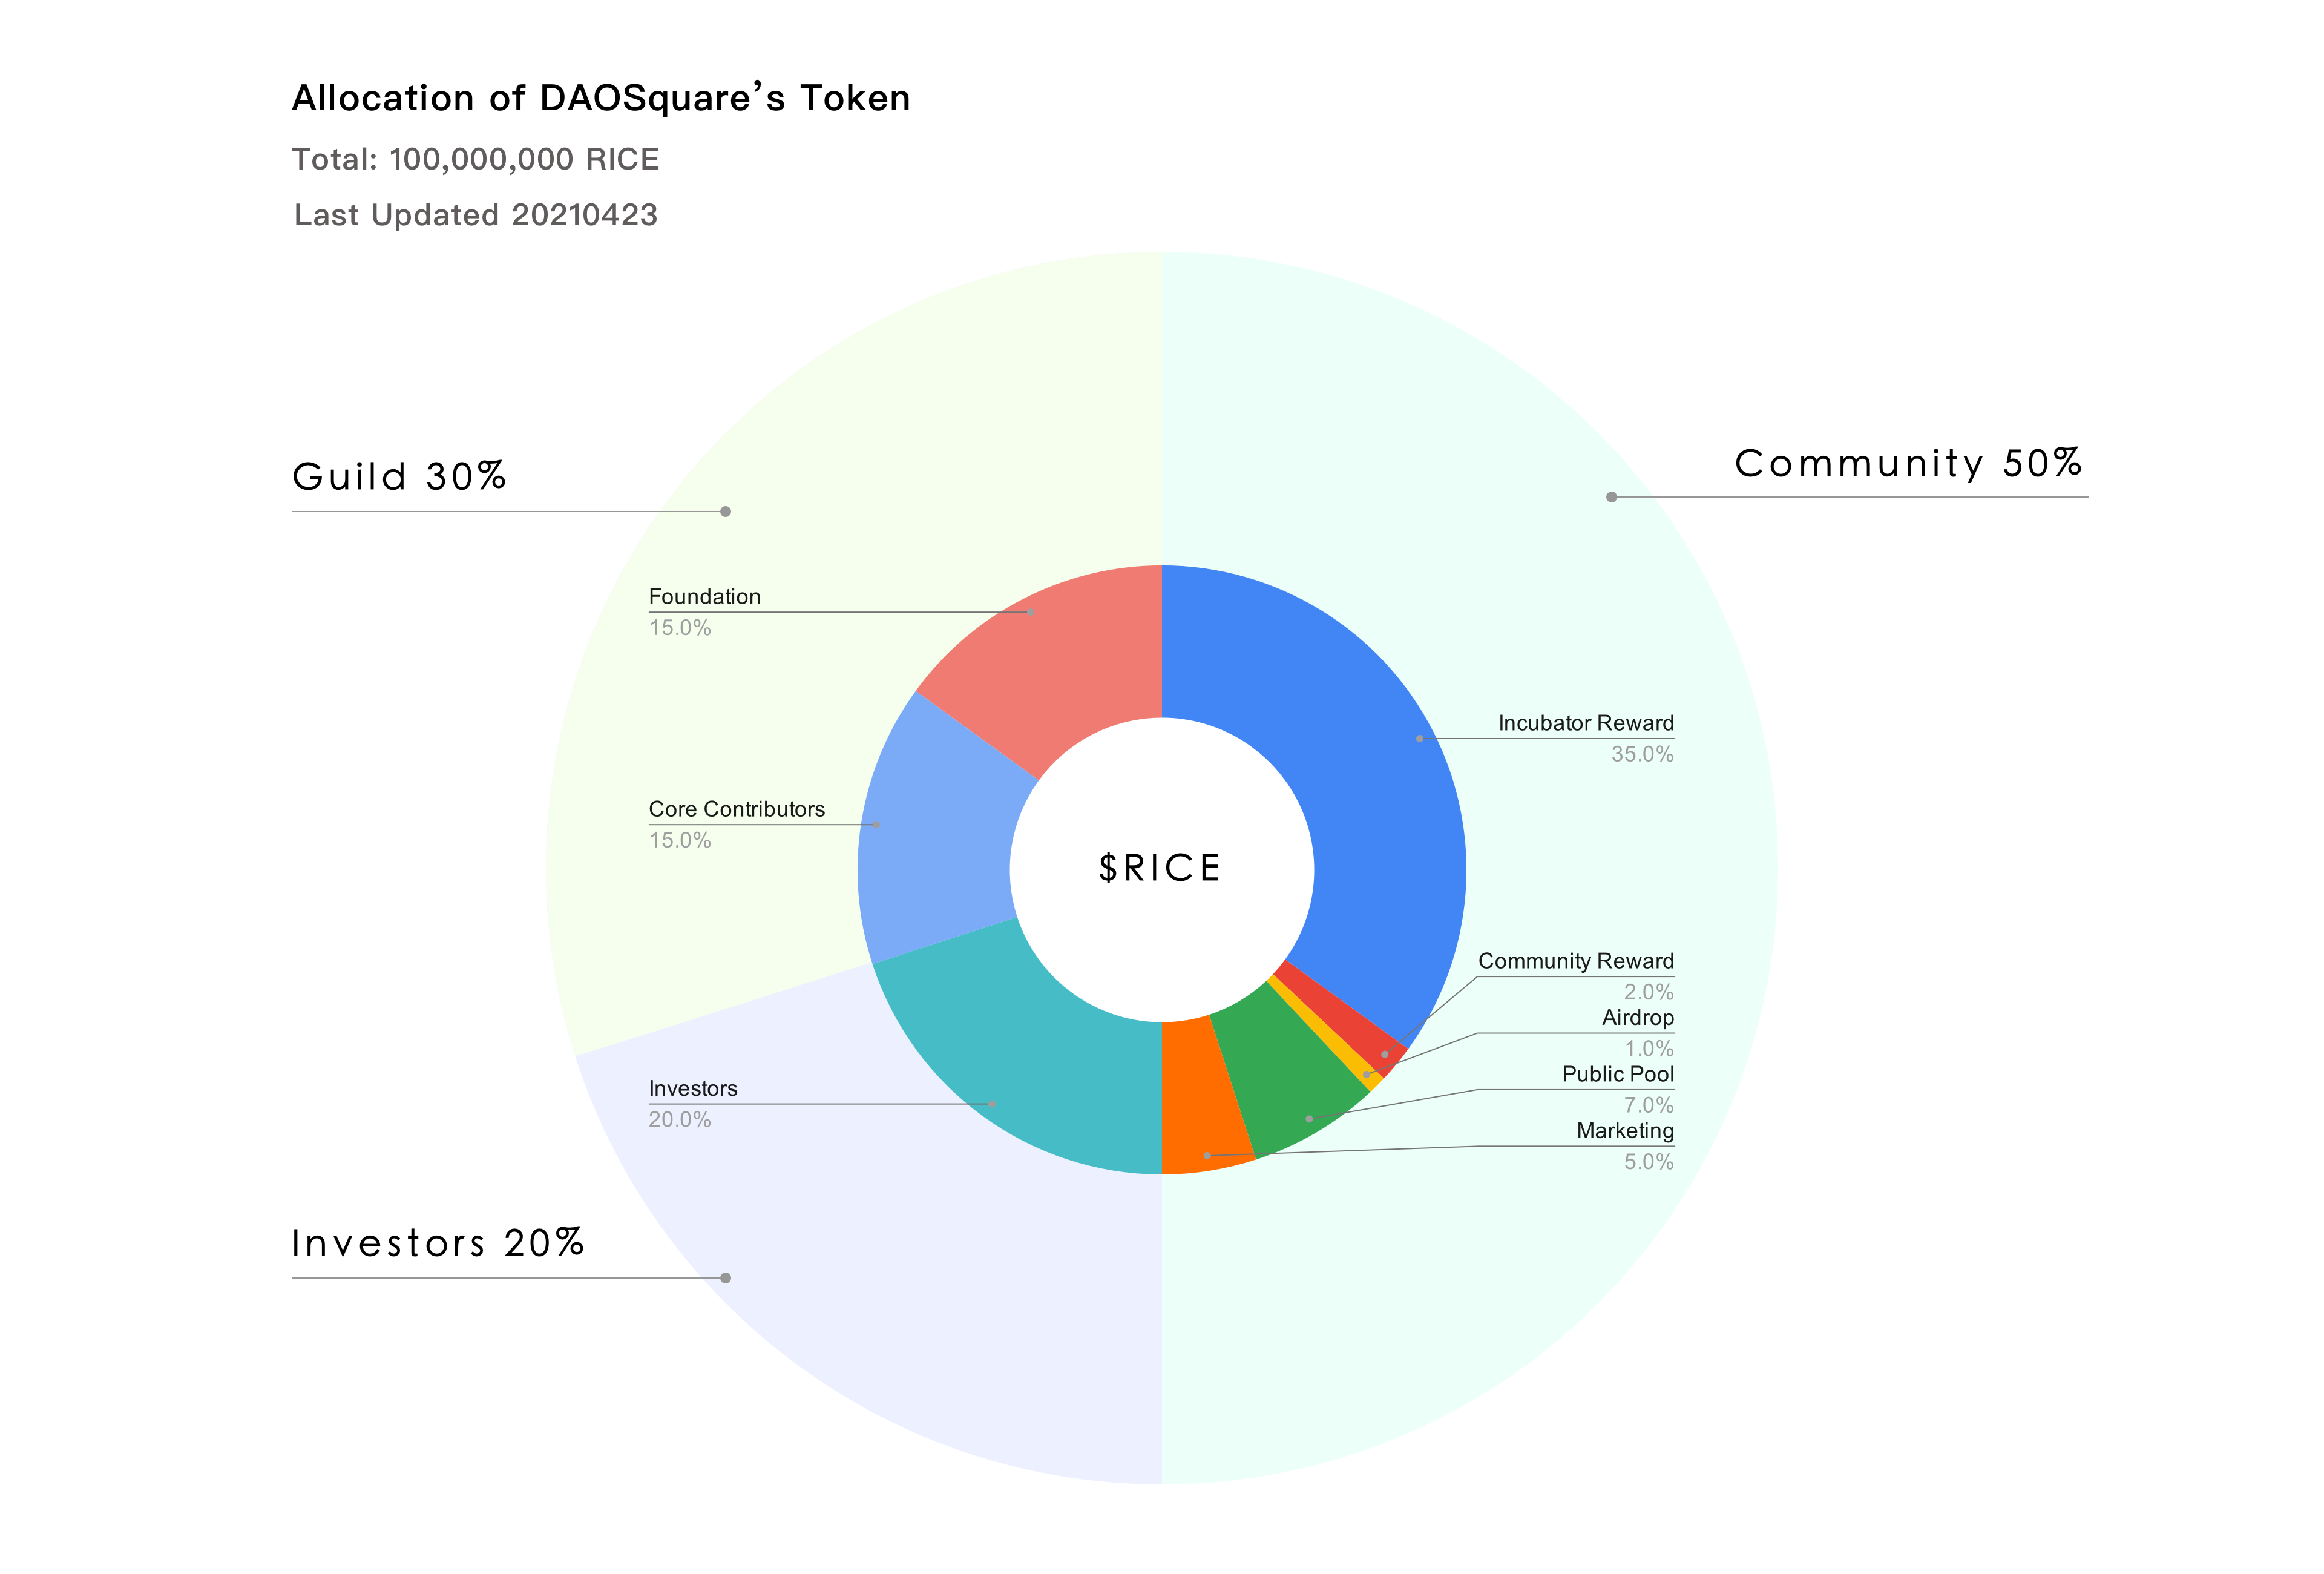 Allocation of DAOSquare’s Token
Total: 100,000,000 RICE
Last Updated 20210423
Guild 30%
Community 50%
Foundation
15.0%
Incubator Reward
35.0%
Core Contributors
15.0%
$RICE
Community Reward
2.0%
Airdrop
1.0%
Public Pool
7.0%
Marketing
5.0%
Investors
20.0%
Investors 20%